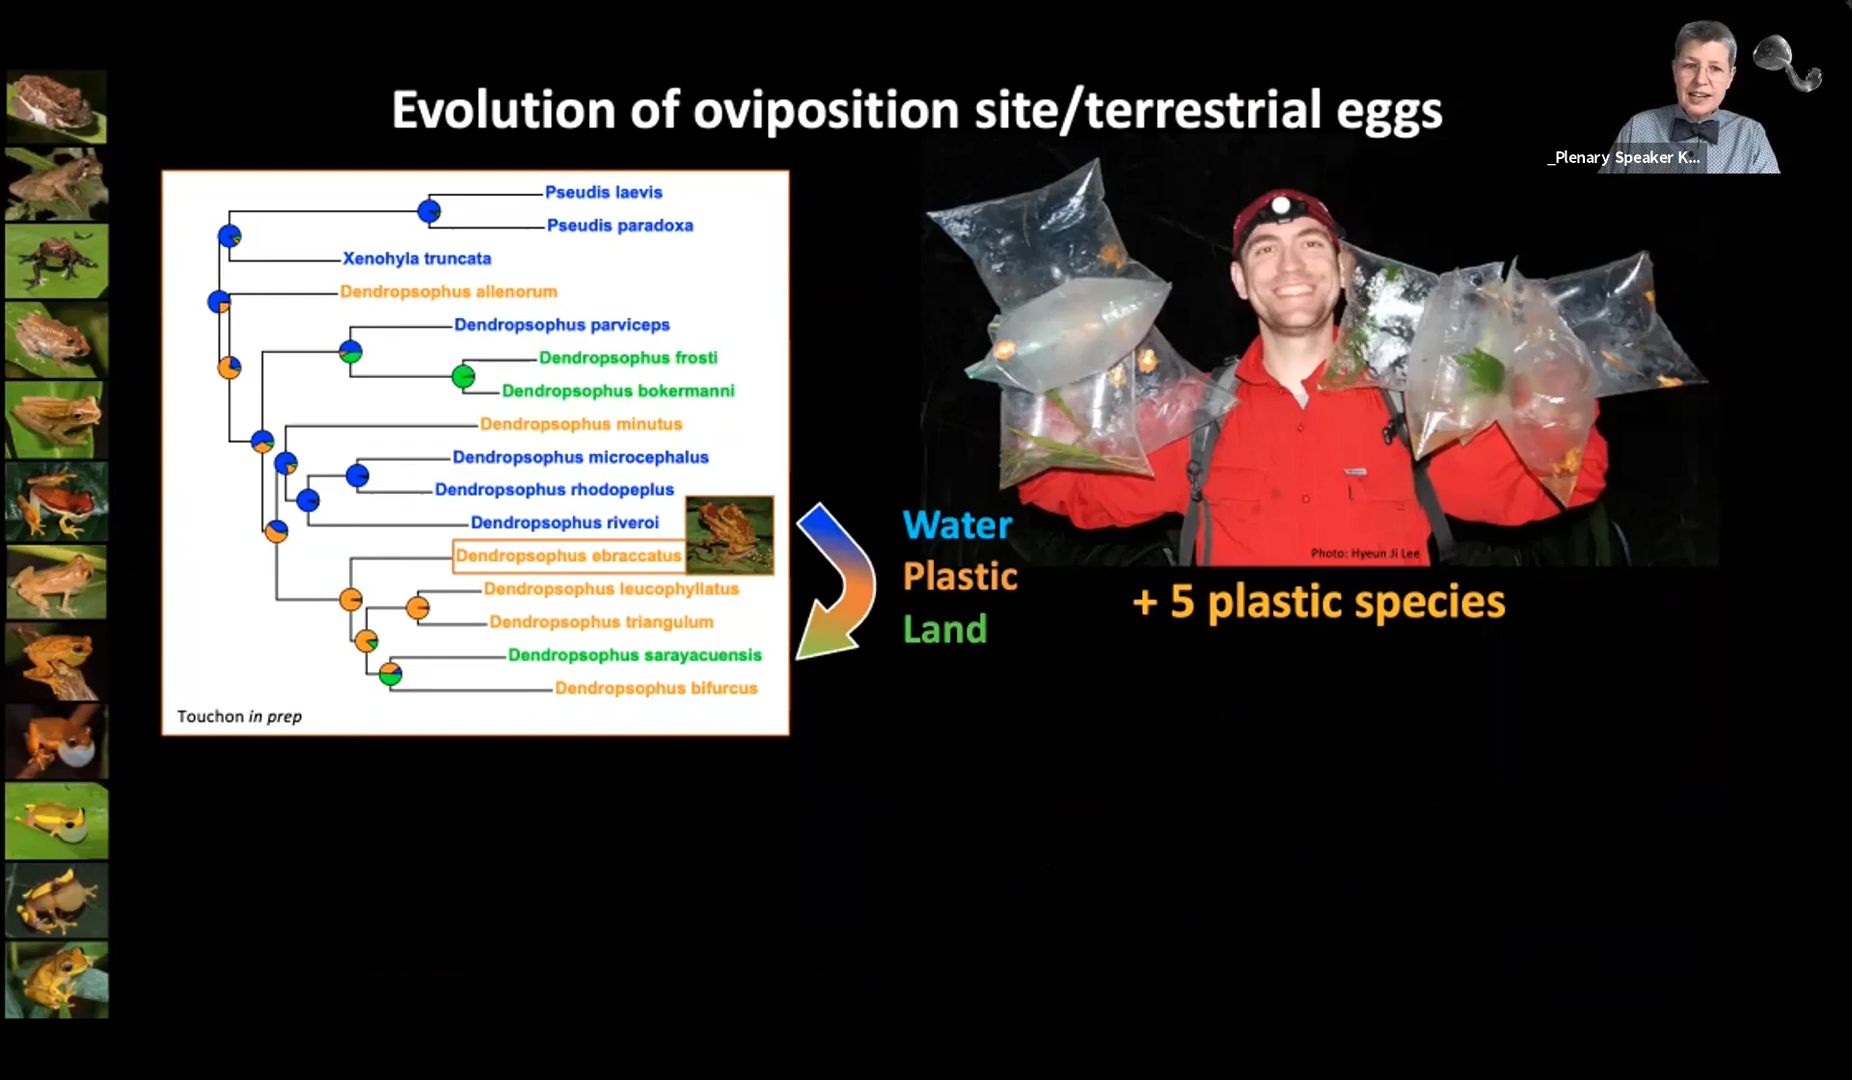 Evolution of oviposition site/terrestrial eggs
_Plenary Speaker K...
Pseudis laevis
Pseudis paradoxa
Xenohyla truncata
Dendropsophus allenorum
Dendropsophus parviceps
Dendropsophus frosti
Dendropsophus bokermanni
Dendropsophus minutus
Dendropsophus microcephalus
Dendropsophus rhodopeplus
Dendropsophus riveroi
Dendropsophus ebraccatus
Dendropsophus leucophyllatus
Dendropsophus triangulum
Dendropsophus sarayacuensis
Dendropsophus bifurcus
Touchon in prep
Water
Plastic
Land
Photo: Hyeun Ji Lee
+ 5 plastic species